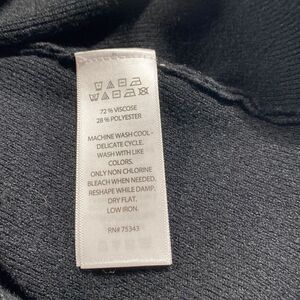 72 % VISCOSE
28 % POLYESTER
MACHINE WASH COOL -
DELICATE CYCLE.
WASH WITH LIKE
COLORS.
ONLY NON CHLORINE
BLEACH WHEN NEEDED.
RESHAPE WHILE DAMP,
DRY FLAT.
LOW IRON.
RN# 75343